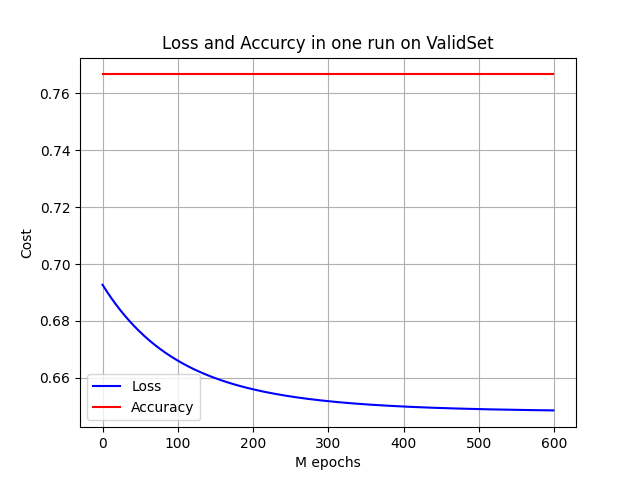 Loss and Accurcy in one run on ValidSet
Cost
0.76
0.74
0.72
0.70
0.68
0.66
Loss
Accuracy
0 100 200 300 400 500 600
M epochs